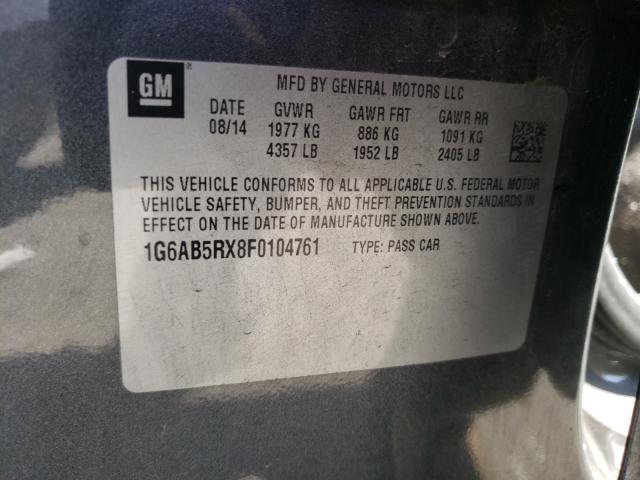 GM
MFD BY GENERAL MOTORS LLC
DATE GVWR GAWR FRT GAWR RR
08/14 1977 KG 886 KG 1091 KG
4357 LB 1952 LB 2405 LB
THIS VEHICLE CONFORMS TO ALL APPLICABLE U.S. FEDERAL MOTOR
VEHICLE SAFETY, BUMPER, AND THEFT PREVENTION STANDARDS IN
EFFECT ON THE DATE OF MANUFACTURE SHOWN ABOVE.
1G6AB5RX8F0104761 TYPE: PASS CAR